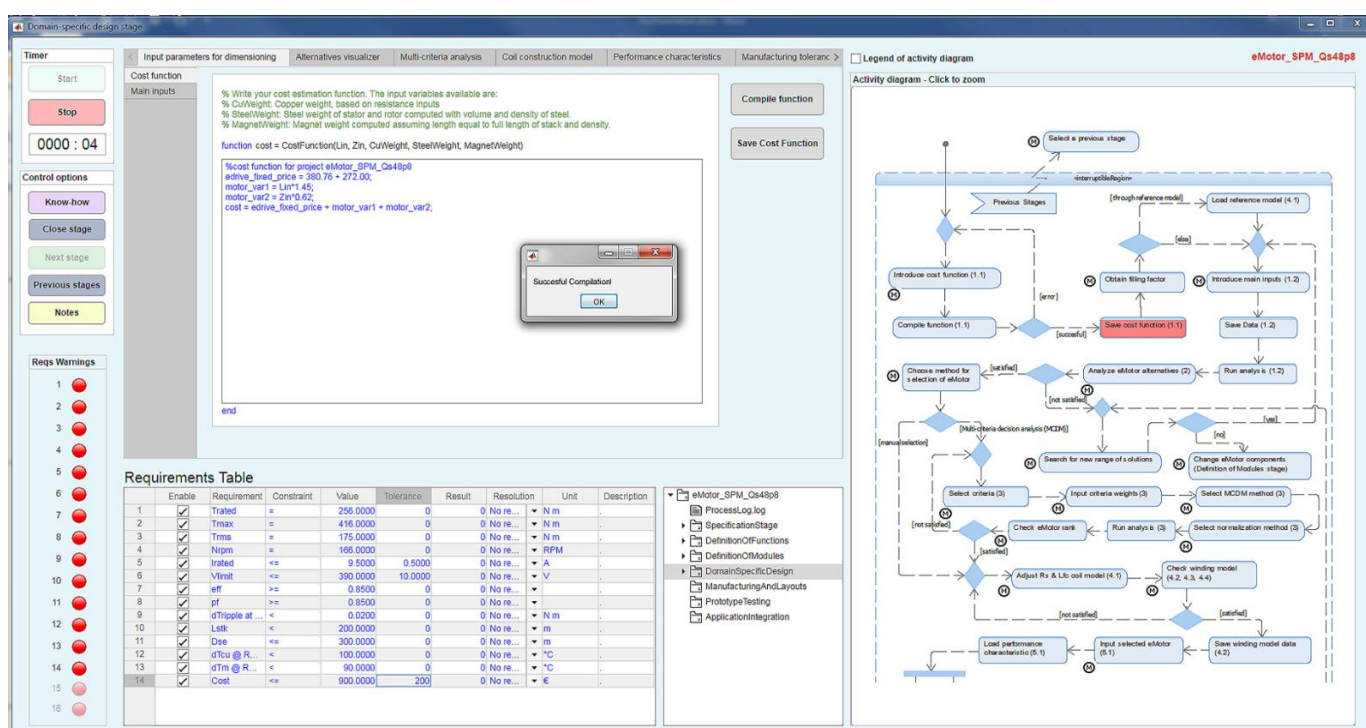 Domain-specific design stage
Timer
Start
Stop
0000 : 04
Control options
Know-how
Close stage
Next stage
Previous stages
Notes
Reqs Warnings
1
2
3
4
5
6
7
8
9
10
11
12
13
14
15
16
Input parameters for dimensioning Alternatives visualizer Multi-criteria analysis Coil construction model Performance characteristics Manufacturing toleranc
Cost function
Main inputs
% Write your cost estimation function. The input variables available are:
% CuWeight: Copper weight, based on resistance inputs
% SteelWeight: Steel weight of stator and rotor computed with volume and density of steel.
% MagnetWeight: Magnet weight computed assuming length equal to full length of stack and density.
function cost = CostFunction(Lin, Zin, CuWeight, SteelWeight, MagnetWeight)
%cost function for project eMotor_SPM_Qs48p8
edrive_fixed_price = 380.76 + 272.00;
motor_var1 = Lin*1.45;
motor_var2 = Zin*0.62;
cost = edrive_fixed_price + motor_var1 + motor_var2;
end
Compile function
Save Cost Function
Succesful Compilation!
OK
Requirements Table
Enable Requirement Constraint Value Tolerance Result Resolution Unit Description
1 Trated = 256.0000 0 0 No re... N m .
2 Tmax = 416.0000 0 0 No re... N m .
3 Trms = 175.0000 0 0 No re... N m .
4 Nrpm = 166.0000 0 0 No re... RPM .
5 Irated <= 9.5000 0.5000 0 No re... A .
6 Vlimit <= 390.0000 10.0000 0 No re... V .
7 eff >= 0.8500 0 0 No re... .
8 pf >= 0.8500 0 0 No re... .
9 dTripple at ... < 0.0200 0 0 No re... N m .
10 Lstk < 200.0000 0 0 No re... m .
11 Dse <= 300.0000 0 0 No re... m .
12 dTcu @ R... < 100.0000 0 0 No re... °C .
13 dTm @ R... < 90.0000 0 0 No re... °C .
14 Cost <= 900.0000 200 0 No re... € .
eMotor_SPM_Qs48p8
ProcessLog.log
SpecificationStage
DefinitionOfFunctions
DefinitionOfModules
DomainSpecificDesign
ManufacturingAndLayouts
PrototypeTesting
ApplicationIntegration
Legend of activity diagram
eMotor_SPM_Qs48p8
Activity diagram - Click to zoom
M Select a previous stage
«interruptibleRegion»
Previous Stages
[through reference model]
Load reference model (4.1)
[else]
Introduce cost function (1.1)
M
M Obtain filling factor
M Introduce main inputs (1.2)
[error]
Compile function (1.1)
[succesful]
Save cost function (1.1)
Save Data (1.2)
M Choose method for
selection of eMotor
[satisfied]
Analyze eMotor alternatives (2)
M
Run analysis (1.2)
[not satisfied]
[manual selection]
[Multi-criteria decision analysis (MCDM)]
[yes]
[no]
M Search for new range of solutions
M Change eMotor components
(Definition of Modules stage)
Select criteria (3)
M
Input criteria weights (3)
M
Select MCDM method (3)
M
[not satisfied]
Check eMotor rank
M
Run analysis (3)
Select normalization method (3)
M
[satisfied]
Adjust Rs & Lfc coil model (4.1)
M
Check winding model
(4.2, 4.3, 4.4)
M
[not satisfied]
[satisfied]
Load performance
characteristic (5.1)
Input selected eMotor
(5.1)
M
Save winding model data
(4.2)